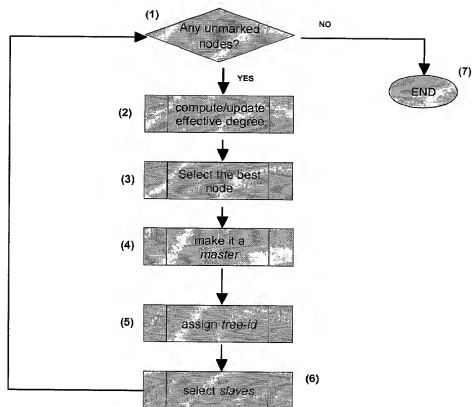 (1)
Any unmarked
nodes?
NO
YES
(7)
END
(2)
compute/update
effective degree
(3)
Select the best
node
(4)
make it a
master
(5)
assign tree-id
(6)
select slaves